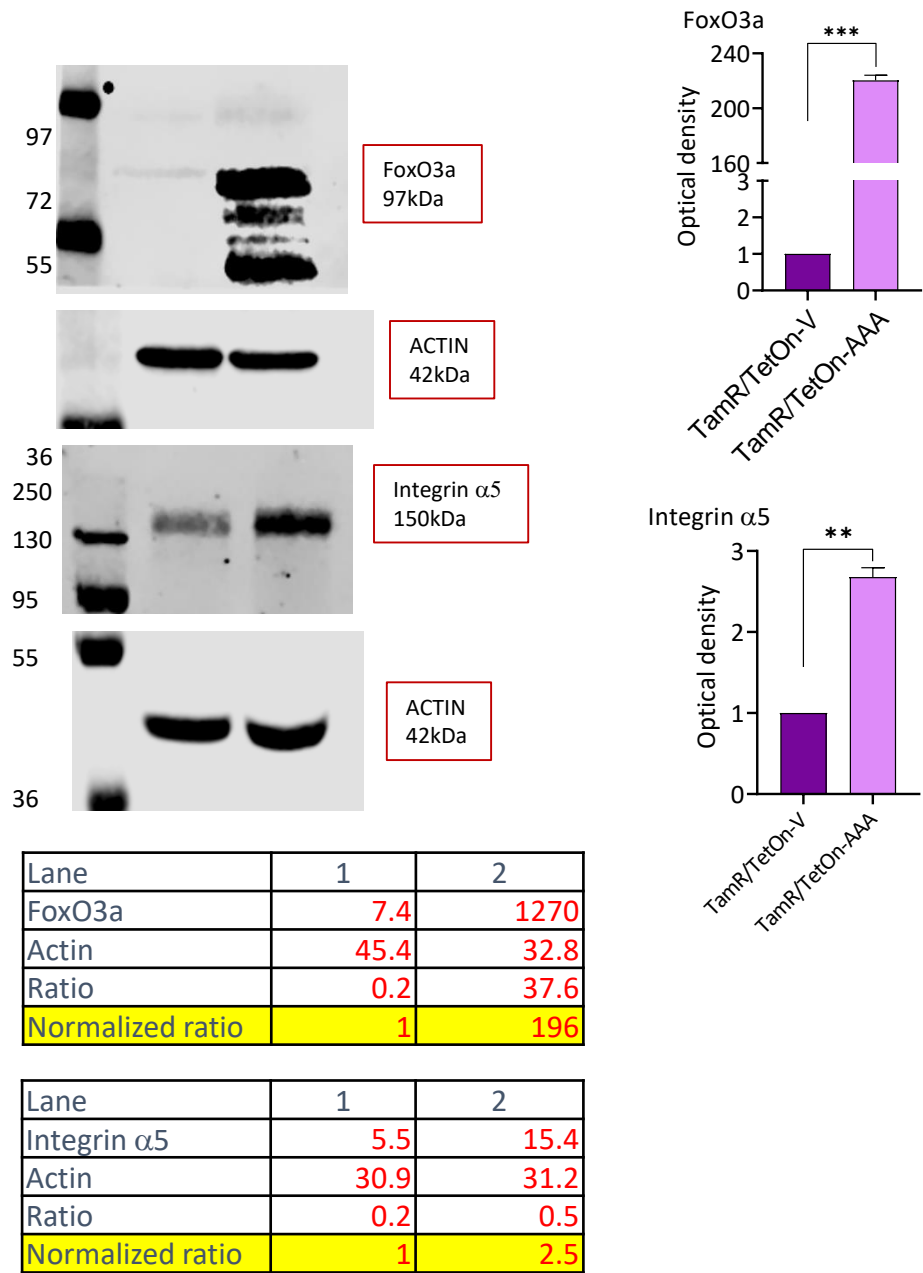 97
72
55
FoxO3a
97kDa
ACTIN
42kDa
36
250
130
95
Integrin α5
150kDa
55
36
ACTIN
42kDa
FoxO3a
***
Optical density
220
200
160
3
2
1
0
TamR/TetOn-V
TamR/TetOn-AAA
Integrin α5
**
Optical density
3
2
1
0
TamR/TetOn-V
TamR/TetOn-AAA
Lane 1 2
FoxO3a 7.4 1270
Actin 45.4 32.8
Ratio 0.2 37.6
Normalized ratio 1 196
Lane 1 2
Integrin α5 5.5 15.4
Actin 30.9 31.2
Ratio 0.2 0.5
Normalized ratio 1 2.5